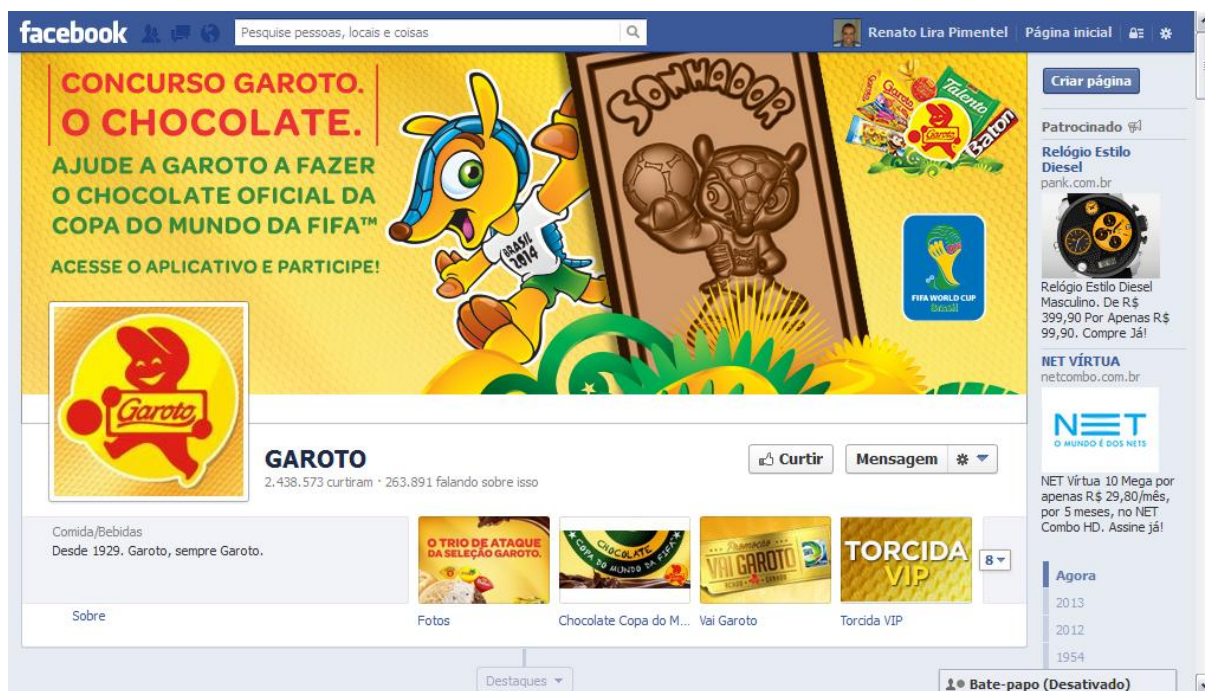 facebook
Pesquise pessoas, locais e coisas
Renato Lira Pimentel
Página inicial
CONCURSO GAROTO.
O CHOCOLATE.
AJUDE A GAROTO A FAZER
O CHOCOLATE OFICIAL DA
COPA DO MUNDO DA FIFA™
ACESSE O APLICATIVO E PARTICIPE!
BRASIL
2014
SONHADOR
Garoto
Talento
Garoto
Baton
FIFA WORLD CUP
Brasil
Garoto
GAROTO
2.438.573 curtiram · 263.891 falando sobre isso
Curtir
Mensagem
Comida/Bebidas
Desde 1929. Garoto, sempre Garoto.
Sobre
O TRIO DE ATAQUE
DA SELEÇÃO GAROTO.
Fotos
CHOCOLATE
COPA DO MUNDO DA FIFA
Chocolate Copa do M...
Promoção
VAI GAROTO
Vai Garoto
TORCIDA
VIP
Torcida VIP
8
Destaques
Criar página
Patrocinado
Relógio Estilo
Diesel
pank.com.br
Relógio Estilo Diesel
Masculino. De R$
399,90 Por Apenas R$
99,90. Compre Já!
NET VÍRTUA
netcombo.com.br
NET
O MUNDO É DOS NETS
NET Vírtua 10 Mega por
apenas R$ 29,80/mês,
por 5 meses, no NET
Combo HD. Assine já!
Agora
2013
2012
1954
Bate-papo (Desativado)